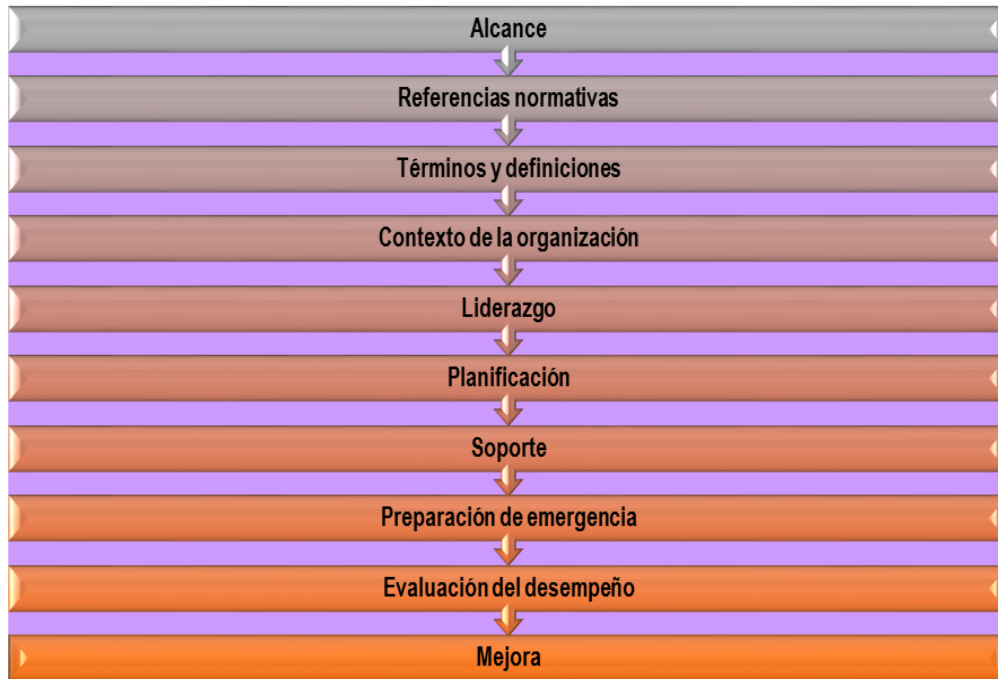 Alcance
Referencias normativas
Términos y definiciones
Contexto de la organización
Liderazgo
Planificación
Soporte
Preparación de emergencia
Evaluación del desempeño
Mejora